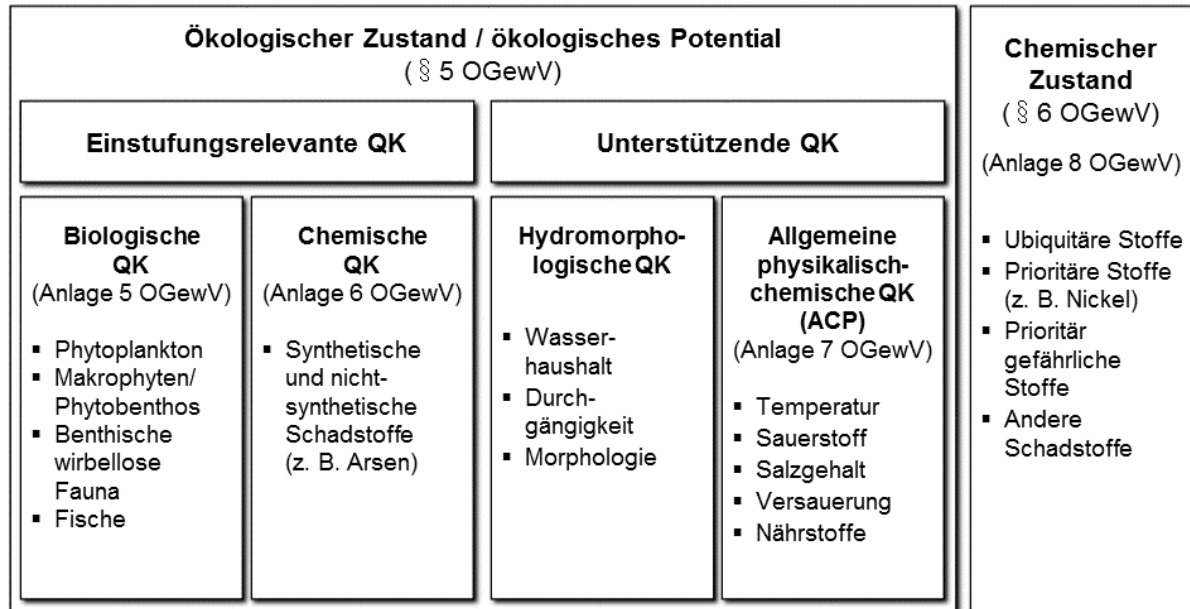 Ökologischer Zustand / ökologisches Potential
( § 5 OGewV)
Einstufungsrelevante QK
Biologische
QK
(Anlage 5 OGewV)
▪ Phytoplankton
▪ Makrophyten/
Phytobenthos
▪ Benthische
wirbellose
Fauna
▪ Fische
Chemische
QK
(Anlage 6 OGewV)
▪ Synthetische
und nicht-
synthetische
Schadstoffe
(z. B. Arsen)
Unterstützende QK
Hydromorpho-
logische QK
▪ Wasser-
haushalt
▪ Durch-
gängigkeit
▪ Morphologie
Allgemeine
physikalisch-
chemische QK
(ACP)
(Anlage 7 OGewV)
▪ Temperatur
▪ Sauerstoff
▪ Salzgehalt
▪ Versauerung
▪ Nährstoffe
Chemischer
Zustand
( § 6 OGewV)
(Anlage 8 OGewV)
▪ Ubiquitäre Stoffe
▪ Prioritäre Stoffe
(z. B. Nickel)
▪ Prioritär
gefährliche
Stoffe
▪ Andere
Schadstoffe